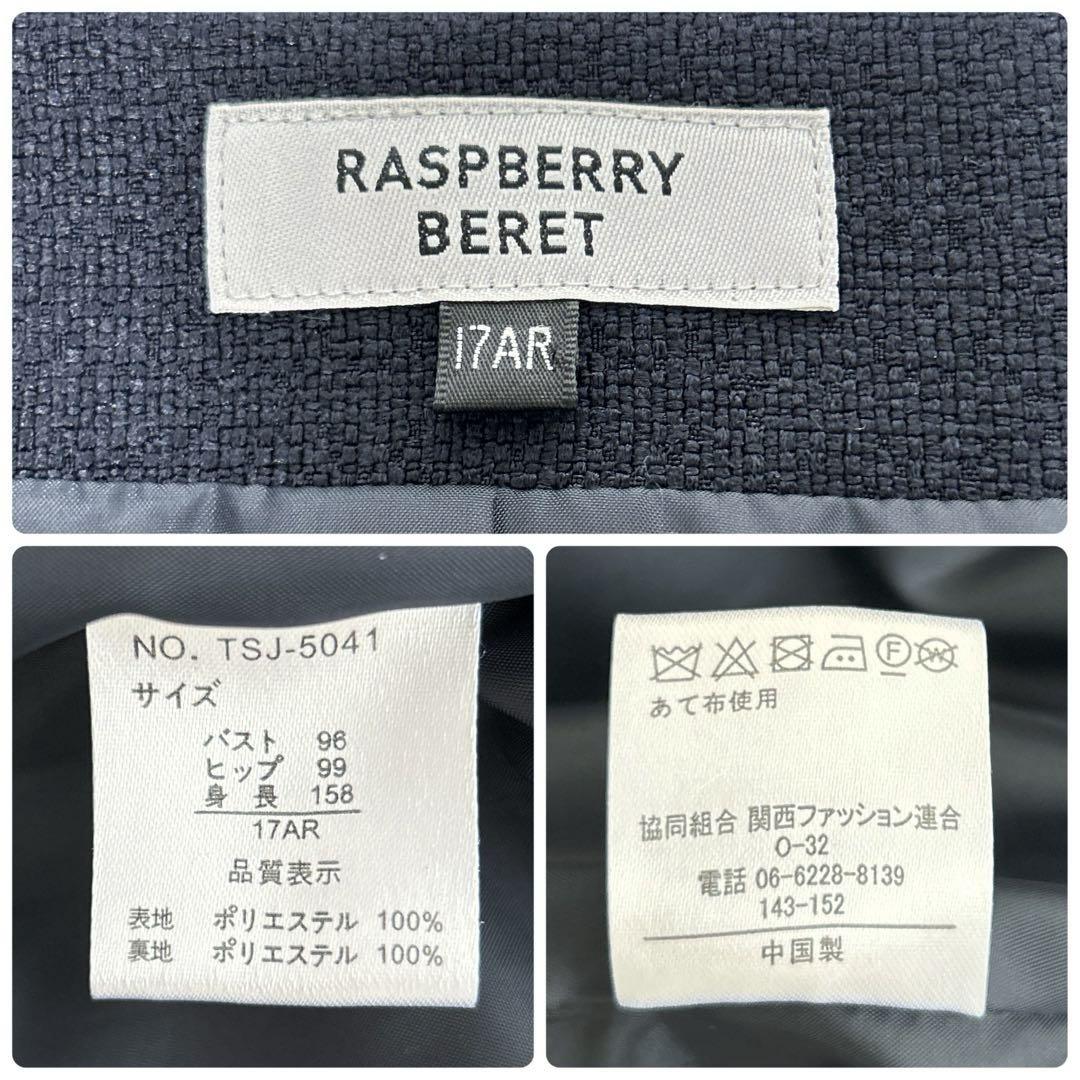 RASPBERRY
BERET
17AR
NO. TSJ-5041
サイズ
バスト 96
ヒップ 99
身長 158
17AR
品質表示
表地 ポリエステル 100%
裏地 ポリエステル 100%
F W
あて布使用
協同組合 関西ファッション連合
O-32
電話 06-6228-8139
143-152
中国製